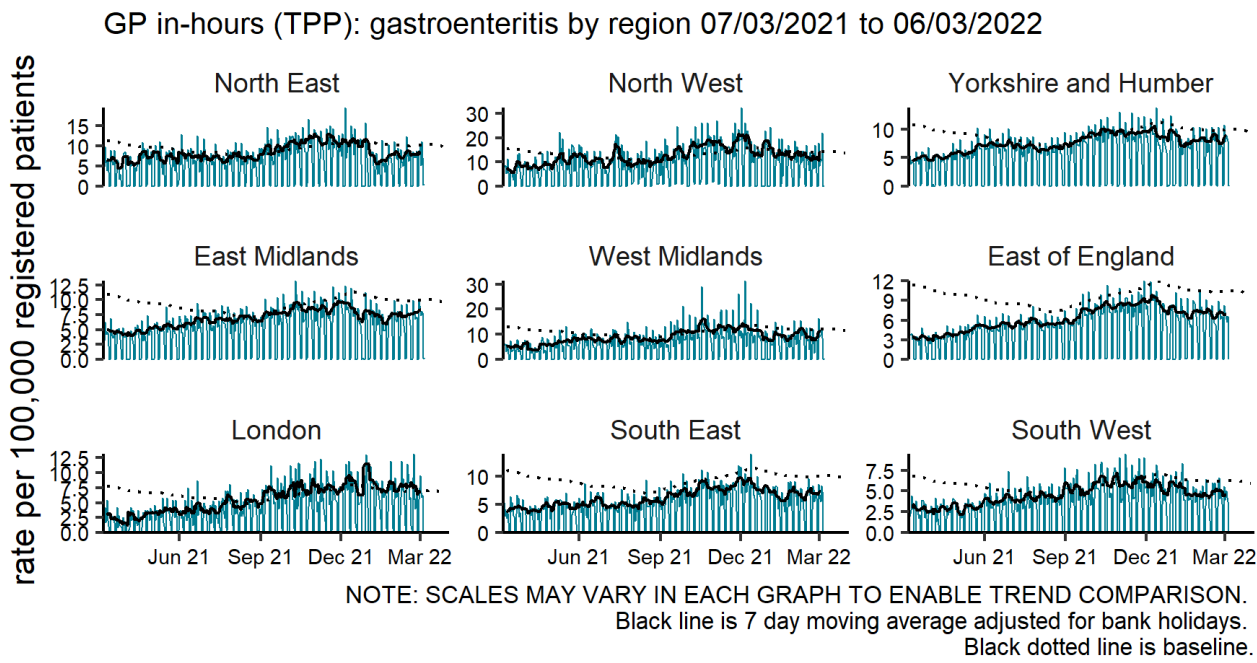 GP in-hours (TPP): gastroenteritis by region 07/03/2021 to 06/03/2022
rate per 100,000 registered patients
North East
15
10
5
0
North West
30
20
10
0
Yorkshire and Humber
10
5
0
East Midlands
12.5
10.0
7.5
5.0
2.5
0.0
West Midlands
30
20
10
0
East of England
12
9
6
3
0
London
12.5
10.0
7.5
5.0
2.5
0.0
Jun 21 Sep 21 Dec 21 Mar 22
South East
10
5
0
Jun 21 Sep 21 Dec 21 Mar 22
South West
7.5
5.0
2.5
0.0
Jun 21 Sep 21 Dec 21 Mar 22
NOTE: SCALES MAY VARY IN EACH GRAPH TO ENABLE TREND COMPARISON.
Black line is 7 day moving average adjusted for bank holidays.
Black dotted line is baseline.